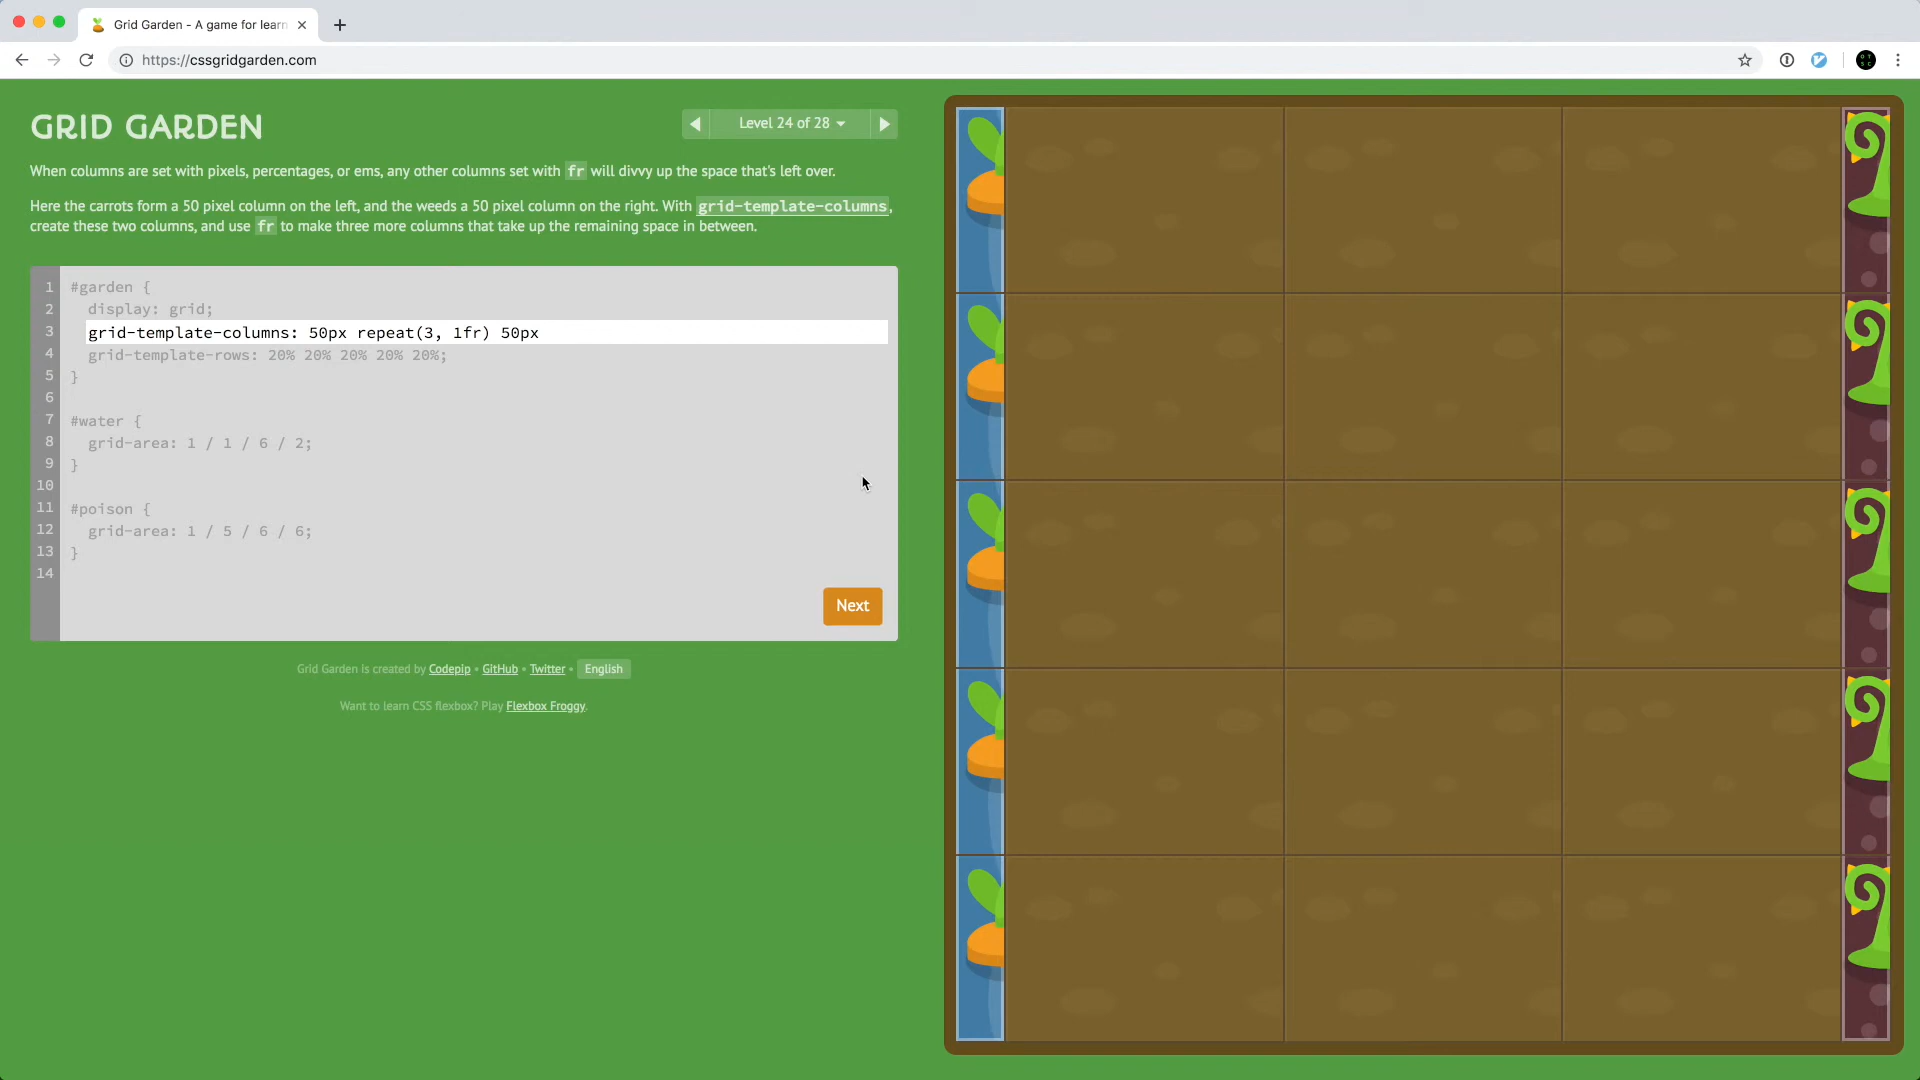 Grid Garden - A game for learn
https://cssgridgarden.com
GRID GARDEN
Level 24 of 28
When columns are set with pixels, percentages, or ems, any other columns set with fr will divvy up the space that's left over.
Here the carrots form a 50 pixel column on the left, and the weeds a 50 pixel column on the right. With grid-template-columns,
create these two columns, and use fr to make three more columns that take up the remaining space in between.
1 #garden {
2 display: grid;
3 grid-template-columns: 50px repeat(3, 1fr) 50px
4 grid-template-rows: 20% 20% 20% 20% 20%;
5 }
6
7 #water {
8 grid-area: 1 / 1 / 6 / 2;
9 }
10
11 #poison {
12 grid-area: 1 / 5 / 6 / 6;
13 }
14
Next
Grid Garden is created by Codepip • GitHub • Twitter • English
Want to learn CSS flexbox? Play Flexbox Froggy.